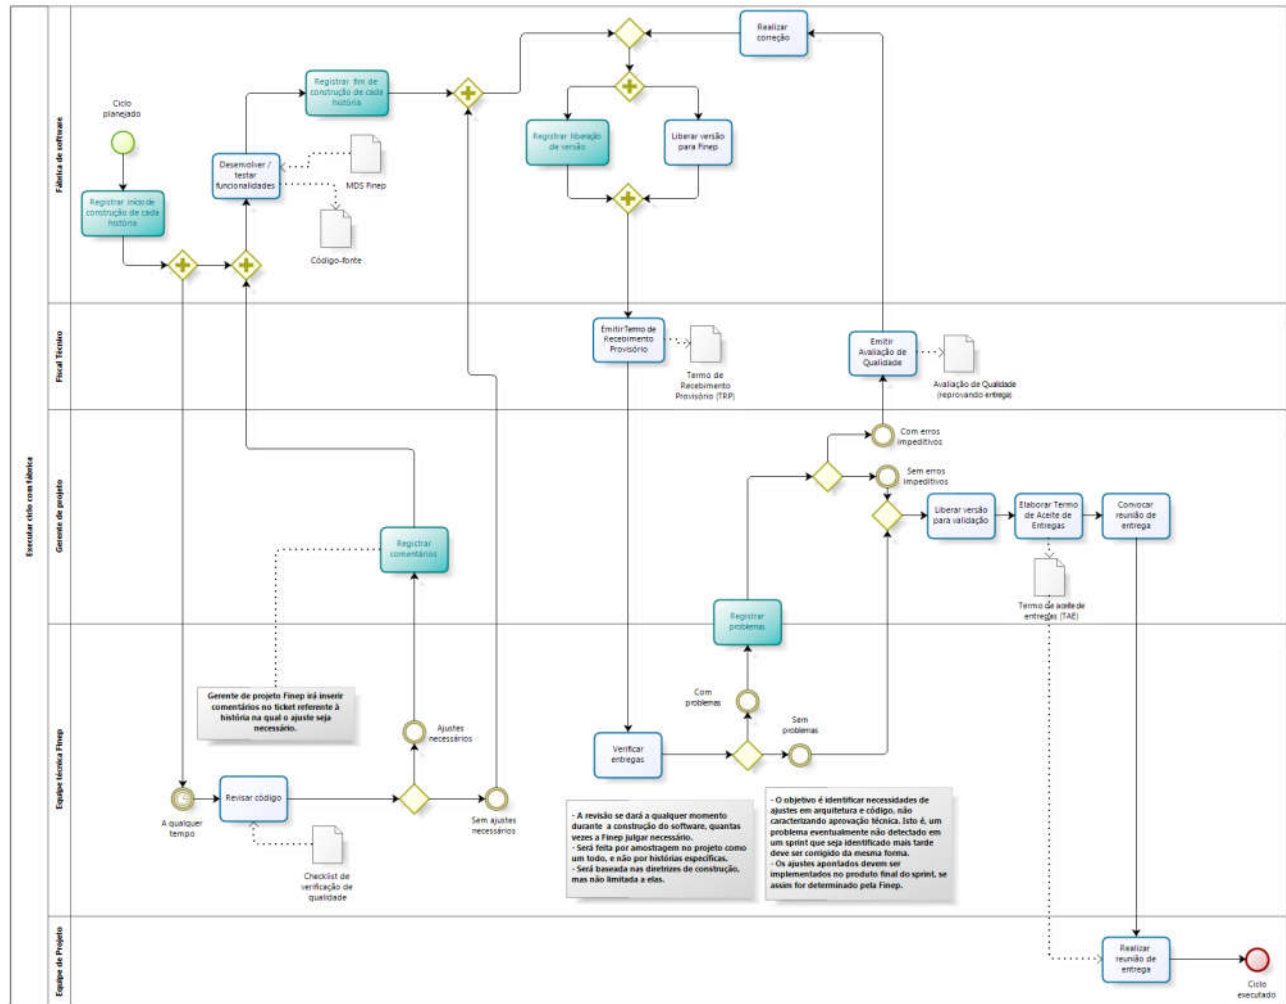 Executar ciclo com fábrica
Fábrica de software
Ciclo
planejado
Registrar início de
construção de cada
história
Desenvolver /
testar
funcionalidades
Registrar fim de
construção de cada
história
MDS Finep
Código-fonte
Registrar liberação
de versão
Liberar versão
para Finep
Realizar
correção
Fiscal Técnico
Emitir Termo de
Recebimento
Provisório
Termo de
Recebimento
Provisório (TRP)
Emitir
Avaliação de
Qualidade
Avaliação de Qualidade
(reprovando entrega)
Gerente de projeto
Registrar
comentários
Com erros
impeditivos
Sem erros
impeditivos
Liberar versão
para validação
Elaborar Termo
de Aceite de
Entregas
Convocar
reunião de
entrega
Termo de aceite de
entregas (TAE)
Registrar
problemas
Equipe técnica Finep
Gerente de projeto Finep irá inserir
comentários no ticket referente à
história na qual o ajuste seja
necessário.
A qualquer
tempo
Revisar código
Checklist de
verificação de
qualidade
Ajustes
necessários
Sem ajustes
necessários
Verificar
entregas
Com
problemas
Sem
problemas
- A revisão se dará a qualquer momento
durante a construção do software, quantas
vezes a Finep julgar necessário.
- Será feita por amostragem no projeto como
um todo, e não por histórias específicas.
- Será baseada nas diretrizes de construção,
mas não limitada a elas.
- O objetivo é identificar necessidades de
ajustes em arquitetura e código, não
caracterizando aprovação técnica. Isto é, um
problema eventualmente não detectado em
um sprint que seja identificado mais tarde
deve ser corrigido da mesma forma.
- Os ajustes apontados devem ser
implementados no produto final do sprint, se
assim for determinado pela Finep.
Equipe de Projeto
Realizar
reunião de
entrega
Ciclo
executado